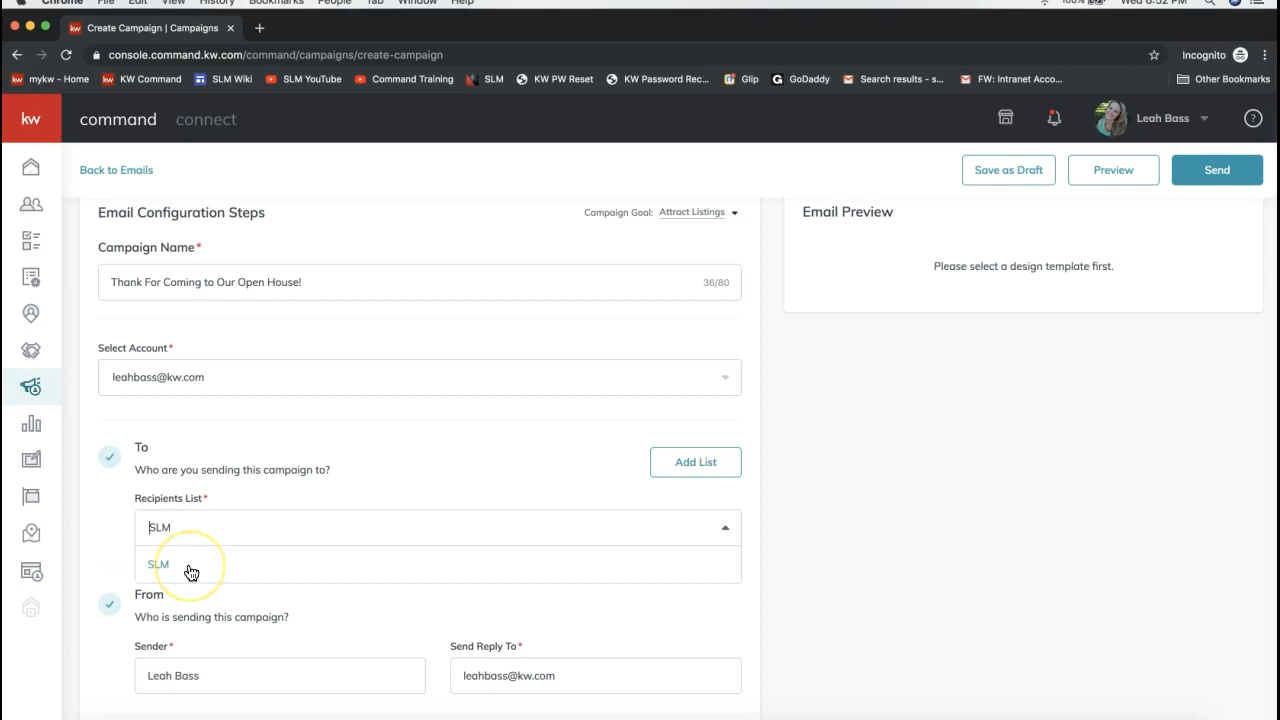 Chrome File Edit View History Bookmarks People Tab Window Help 100% Wed 6:52 PM
kw Create Campaign | Campaigns × +
console.command.kw.com/command/campaigns/create-campaign Incognito
kw mykw - Home kw KW Command SLM Wiki SLM YouTube Command Training SLM KW PW Reset KW Password Rec... Glip GoDaddy Search results - s... FW: Intranet Acco... Other Bookmarks
kw command connect Leah Bass ?
Back to Emails Save as Draft Preview Send
Email Configuration Steps Campaign Goal: Attract Listings Email Preview
Campaign Name*
Please select a design template first.
Thank For Coming to Our Open House! 36/80
Select Account*
leahbass@kw.com
To
Who are you sending this campaign to? Add List
Recipients List*
SLM
SLM
From
Who is sending this campaign?
Sender* Send Reply To*
Leah Bass leahbass@kw.com